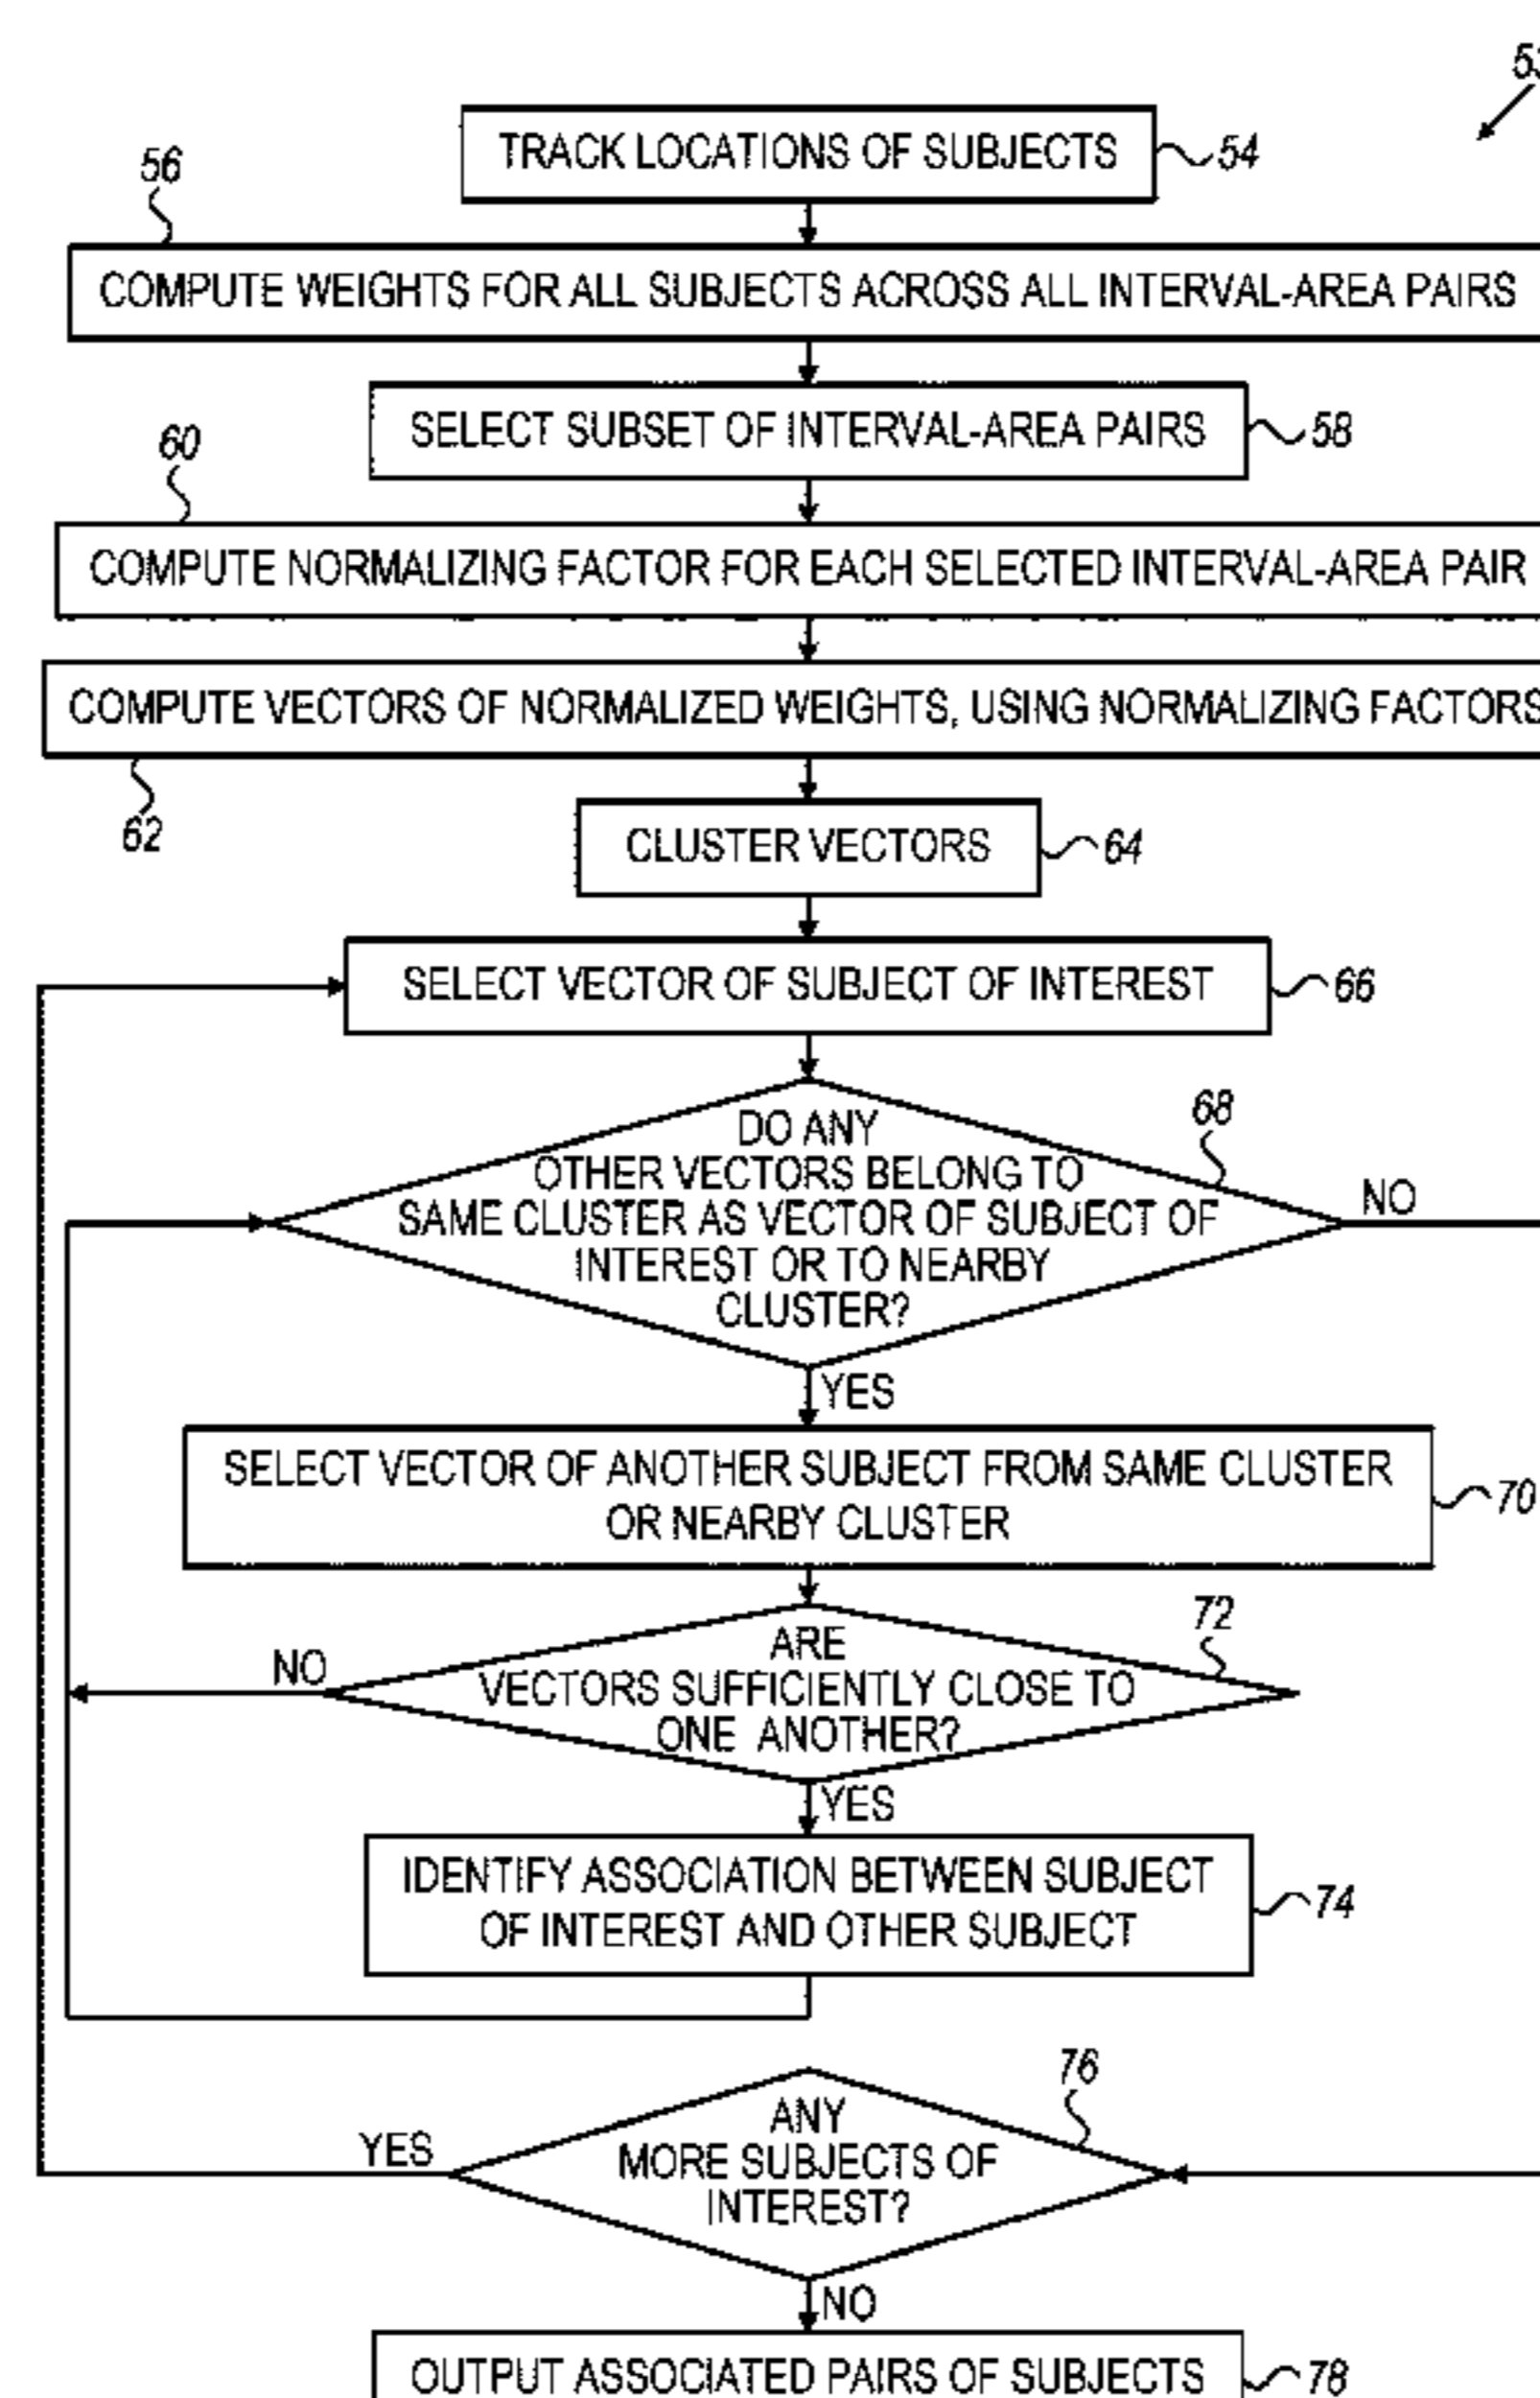 53
TRACK LOCATIONS OF SUBJECTS
54
56
COMPUTE WEIGHTS FOR ALL SUBJECTS ACROSS ALL INTERVAL-AREA PAIRS
SELECT SUBSET OF INTERVAL-AREA PAIRS
58
60
COMPUTE NORMALIZING FACTOR FOR EACH SELECTED INTERVAL-AREA PAIR
COMPUTE VECTORS OF NORMALIZED WEIGHTS, USING NORMALIZING FACTORS
62
CLUSTER VECTORS
64
SELECT VECTOR OF SUBJECT OF INTEREST
66
68
DO ANY
OTHER VECTORS BELONG TO
SAME CLUSTER AS VECTOR OF SUBJECT OF
INTEREST OR TO NEARBY
CLUSTER?
NO
YES
SELECT VECTOR OF ANOTHER SUBJECT FROM SAME CLUSTER
OR NEARBY CLUSTER
70
72
ARE
VECTORS SUFFICIENTLY CLOSE TO
ONE ANOTHER?
NO
YES
IDENTIFY ASSOCIATION BETWEEN SUBJECT
OF INTEREST AND OTHER SUBJECT
74
76
ANY
MORE SUBJECTS OF
INTEREST?
YES
NO
OUTPUT ASSOCIATED PAIRS OF SUBJECTS
78